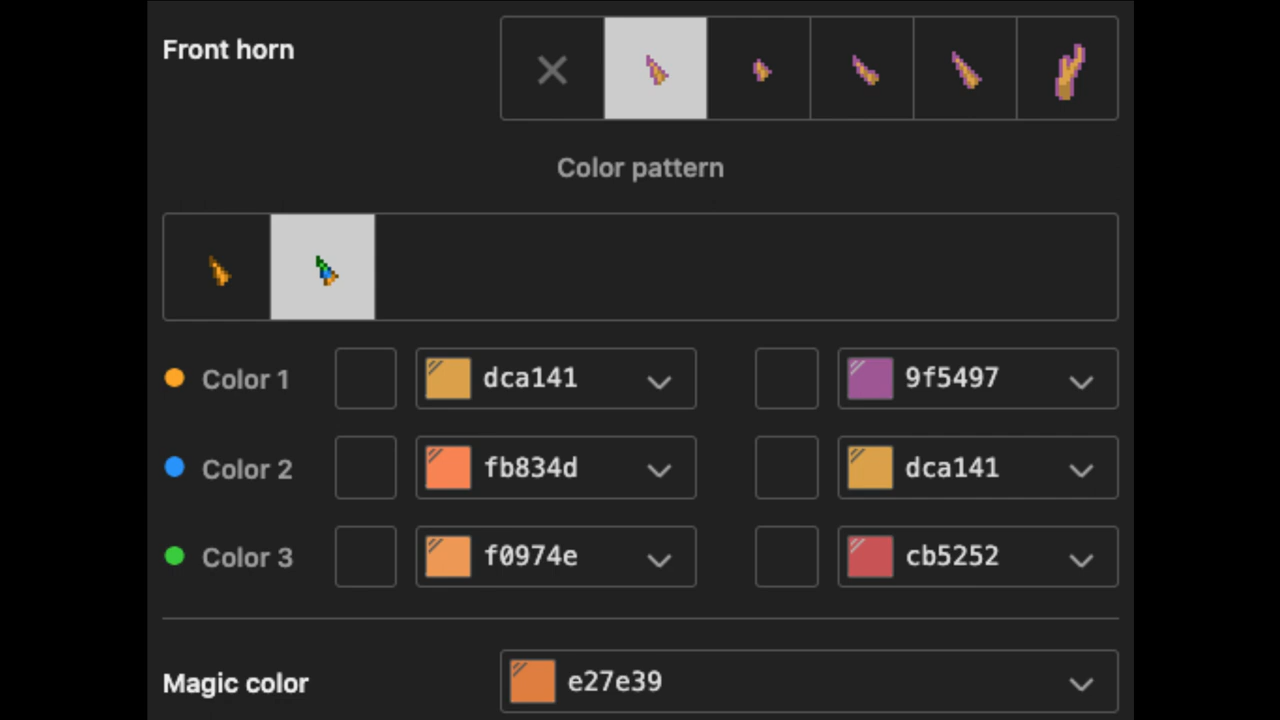 Front horn
Color pattern
Color 1 dca141 9f5497
Color 2 fb834d dca141
Color 3 f0974e cb5252
Magic color e27e39